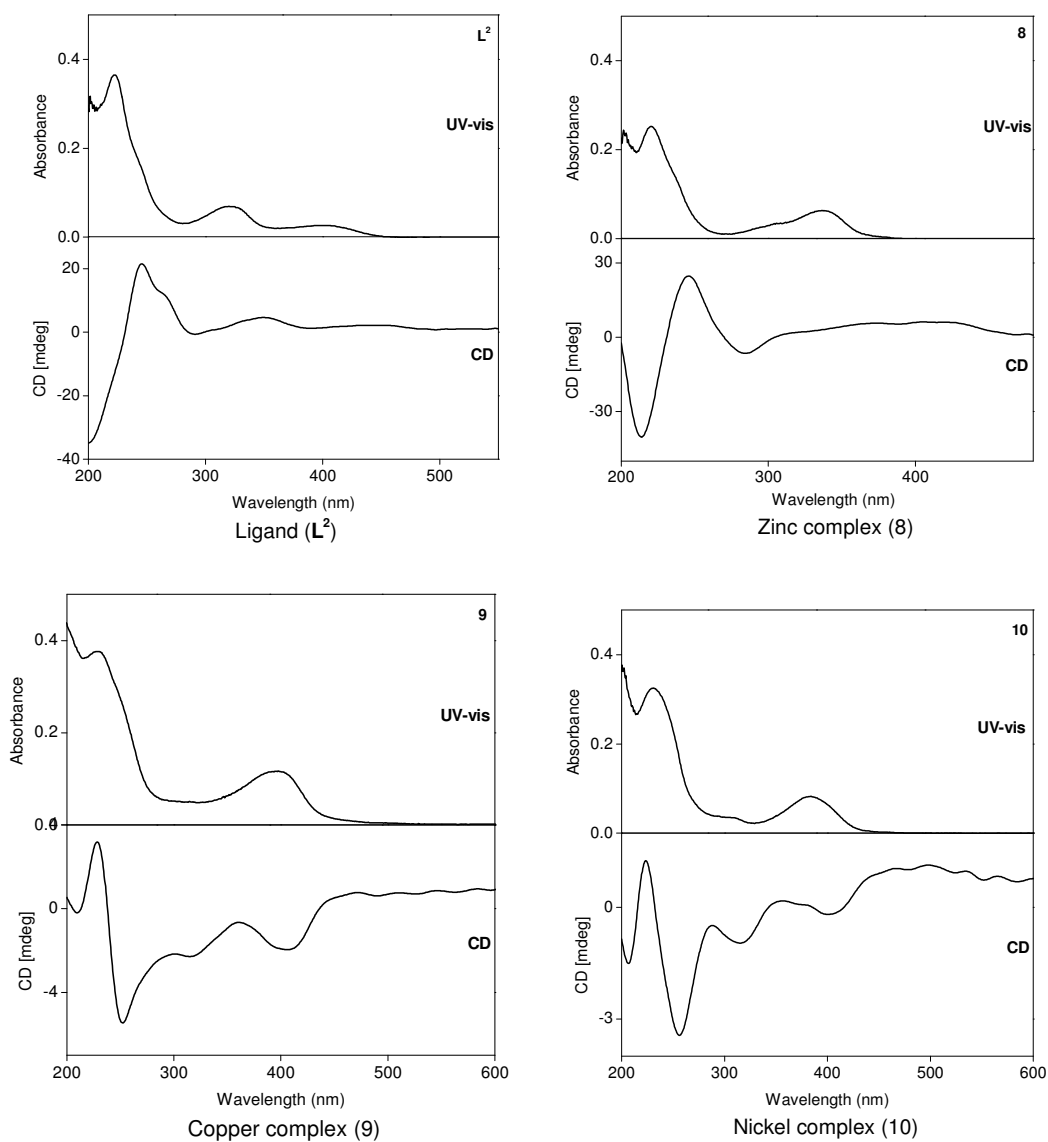 L²
0.4
UV-vis
Absorbance
0.2
0.0
20
0
CD
CD [mdeg]
-20
-40
200 300 400 500
Wavelength (nm)
Ligand (L²)
8
0.4
UV-vis
Absorbance
0.2
0.0
30
0
CD
CD [mdeg]
-30
200 300 400
Wavelength (nm)
Zinc complex (8)
9
0.4
UV-vis
Absorbance
0.2
0.0
4
0
CD
CD [mdeg]
-4
200 300 400 500 600
Wavelength (nm)
Copper complex (9)
10
0.4
UV-vis
Absorbance
0.2
0.0
0
CD
CD [mdeg]
-3
200 300 400 500 600
Wavelength (nm)
Nickel complex (10)